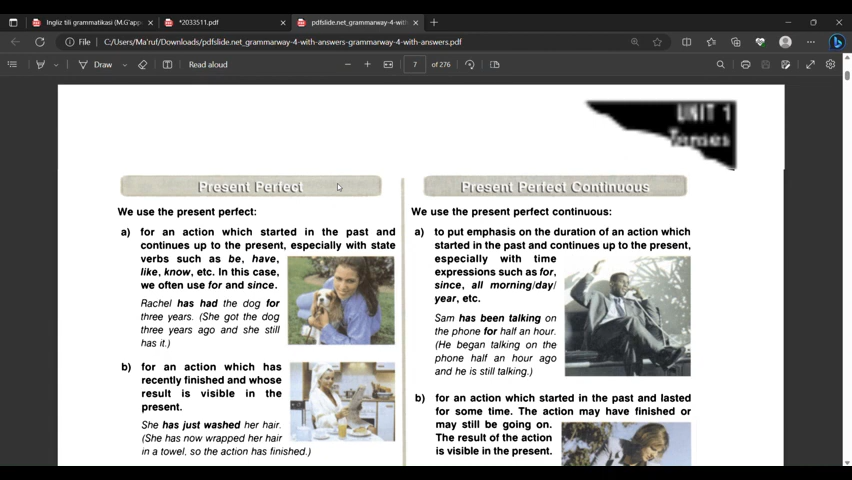 Ingliz tili grammatikasi (M.G'app
*2033511.pdf
pdfslide.net_grammarway-4-with-
File
C:/Users/Ma'ruf/Downloads/pdfslide.net_grammarway-4-with-answers-grammarway-4-with-answers.pdf
Draw
Read aloud
7
of 276
UNIT 1
Tenses
Present Perfect
We use the present perfect:
a) for an action which started in the past and
continues up to the present, especially with state
verbs such as be, have,
like, know, etc. In this case,
we often use for and since.
Rachel has had the dog for
three years. (She got the dog
three years ago and she still
has it.)
b) for an action which has
recently finished and whose
result is visible in the
present.
She has just washed her hair.
(She has now wrapped her hair
in a towel, so the action has finished.)
Present Perfect Continuous
We use the present perfect continuous:
a) to put emphasis on the duration of an action which
started in the past and continues up to the present,
especially with time
expressions such as for,
since, all morning/day/
year, etc.
Sam has been talking on
the phone for half an hour.
(He began talking on the
phone half an hour ago
and he is still talking.)
b) for an action which started in the past and lasted
for some time. The action may have finished or
may still be going on.
The result of the action
is visible in the present.